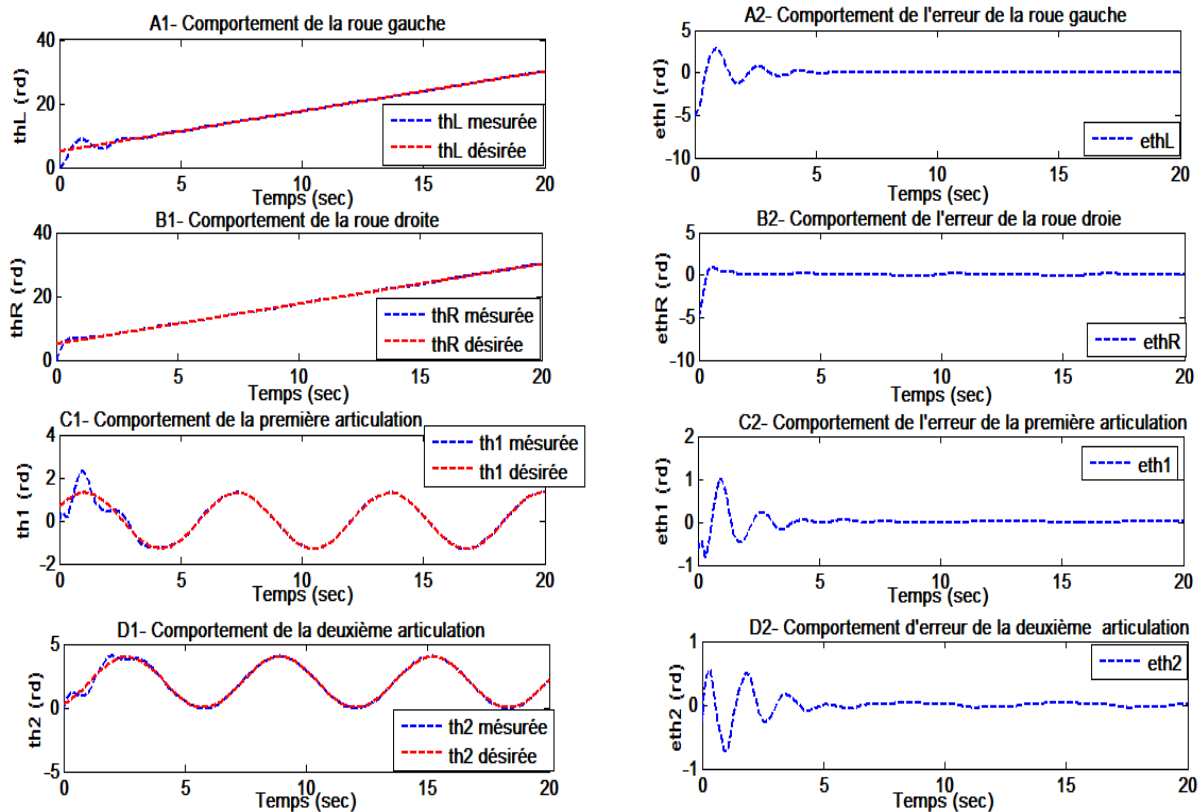 A1- Comportement de la roue gauche
thL (rd)
40
20
0
0
5
10
15
20
thL mesurée
thL désirée
Temps (sec)
A2- Comportement de l'erreur de la roue gauche
ethl (rd)
5
0
-5
-10
0
5
10
15
20
ethL
Temps (sec)
B1- Comportement de la roue droite
thR (rd)
40
20
0
0
5
10
15
20
thR mésurée
thR désirée
Temps (sec)
B2- Comportement de l'erreur de la roue droie
ethR (rd)
5
0
-5
-10
0
5
10
15
20
ethR
Temps (sec)
C1- Comportement de la première articulation
th1 (rd)
4
2
0
-2
0
5
10
15
20
th1 mésurée
th1 désirée
Temps (sec)
C2- Comportement de l'erreur de la première articulation
eth1 (rd)
2
1
0
-1
0
5
10
15
20
eth1
Temps (sec)
D1- Comportement de la deuxième articulation
th2 (rd)
5
0
-5
0
5
10
15
20
th2 mésurée
th2 désirée
Temps (sec)
D2- Comportement d'erreur de la deuxième articulation
eth2 (rd)
1
0
-1
0
5
10
15
20
eth2
Temps (sec)